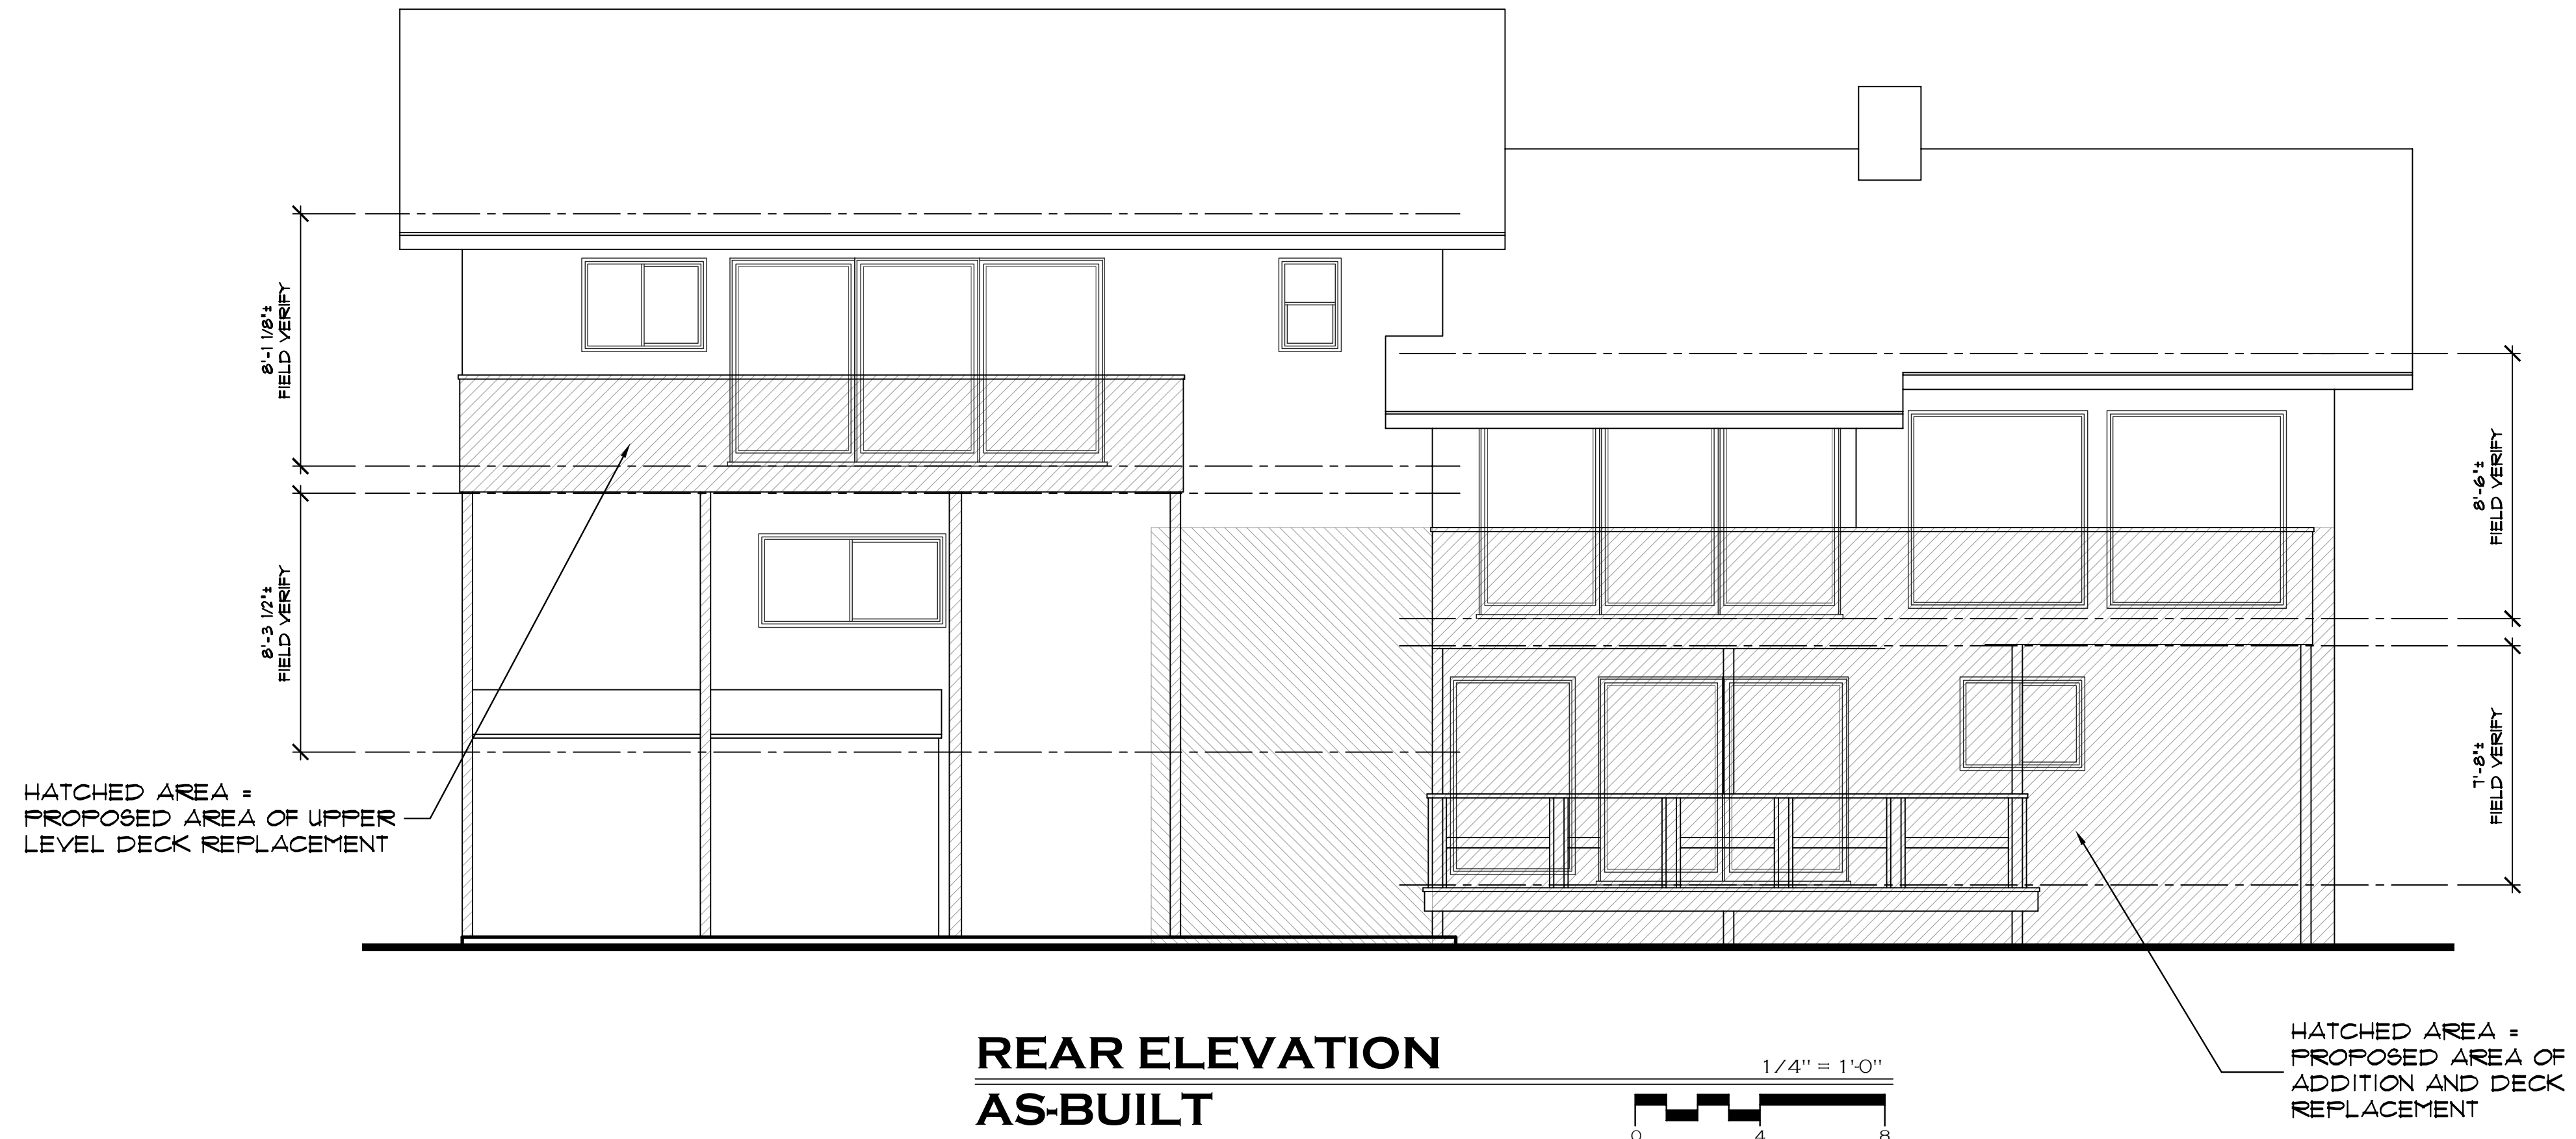 8'-1 1/8"±
FIELD VERIFY
8'-3 1/2"±
FIELD VERIFY
8'-6"±
FIELD VERIFY
7'-8"±
FIELD VERIFY
HATCHED AREA =
PROPOSED AREA OF UPPER
LEVEL DECK REPLACEMENT
HATCHED AREA =
PROPOSED AREA OF
ADDITION AND DECK
REPLACEMENT
REAR ELEVATION
1/4" = 1'-0"
AS-BUILT
0 4 8